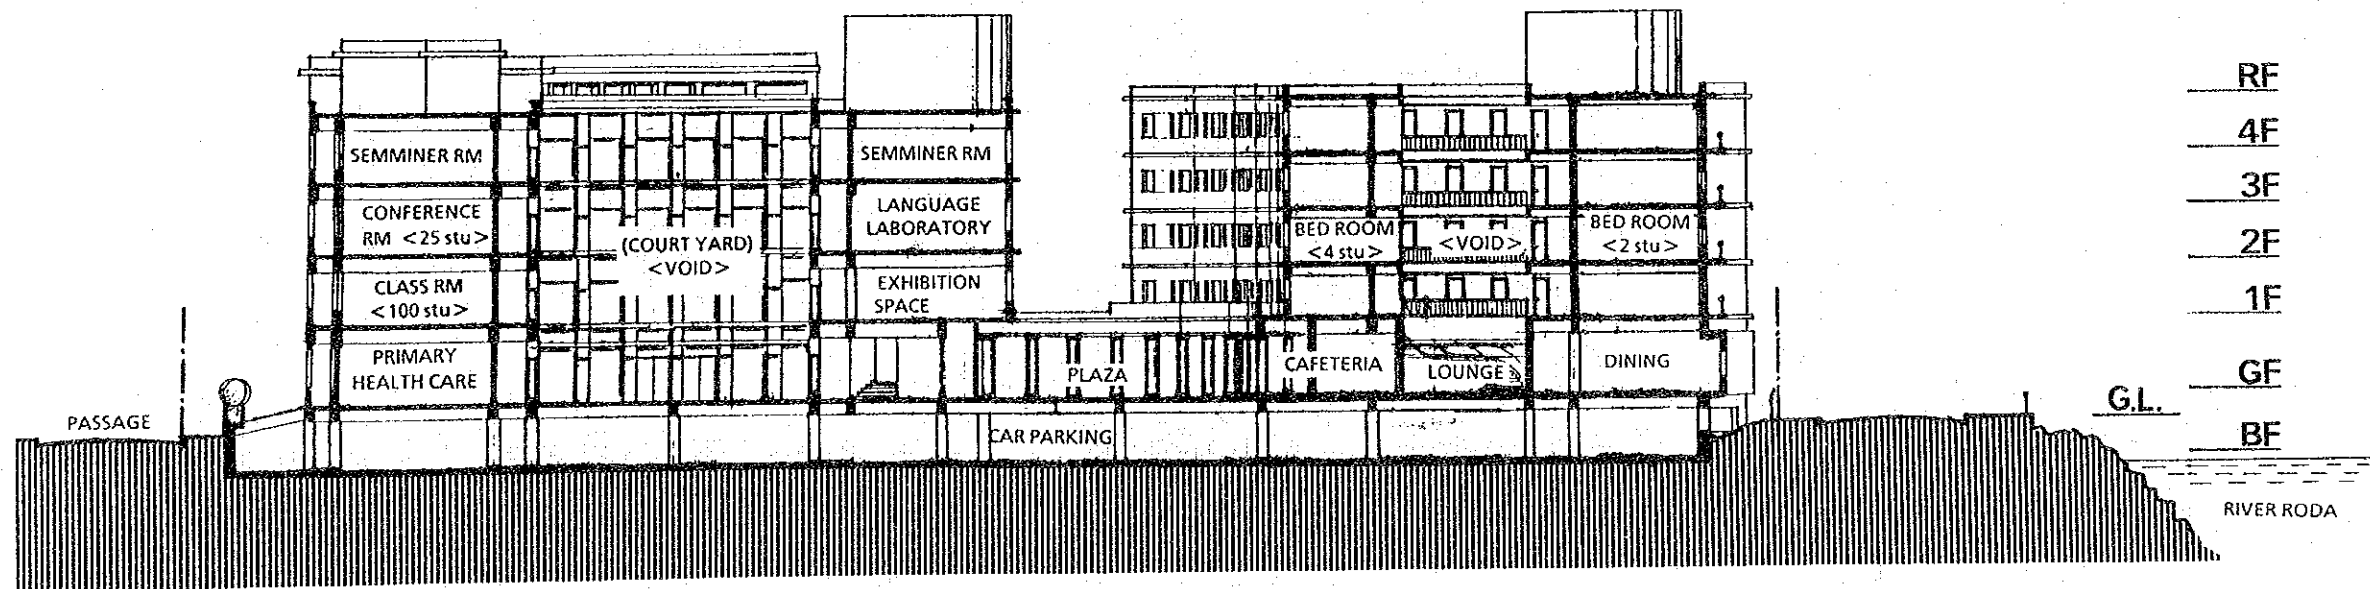 SEMMINER RM
CONFERENCE
RM <25 stu>
CLASS RM
<100 stu>
PRIMARY
HEALTH CARE
PASSAGE
(COURT YARD)
<VOID>
SEMMINER RM
LANGUAGE
LABORATORY
EXHIBITION
SPACE
PLAZA
CAR PARKING
BED ROOM
<4 stu>
<VOID>
BED ROOM
<2 stu>
CAFETERIA
LOUNGE
DINING
RF
4F
3F
2F
1F
GF
G.L.
BF
RIVER RODA